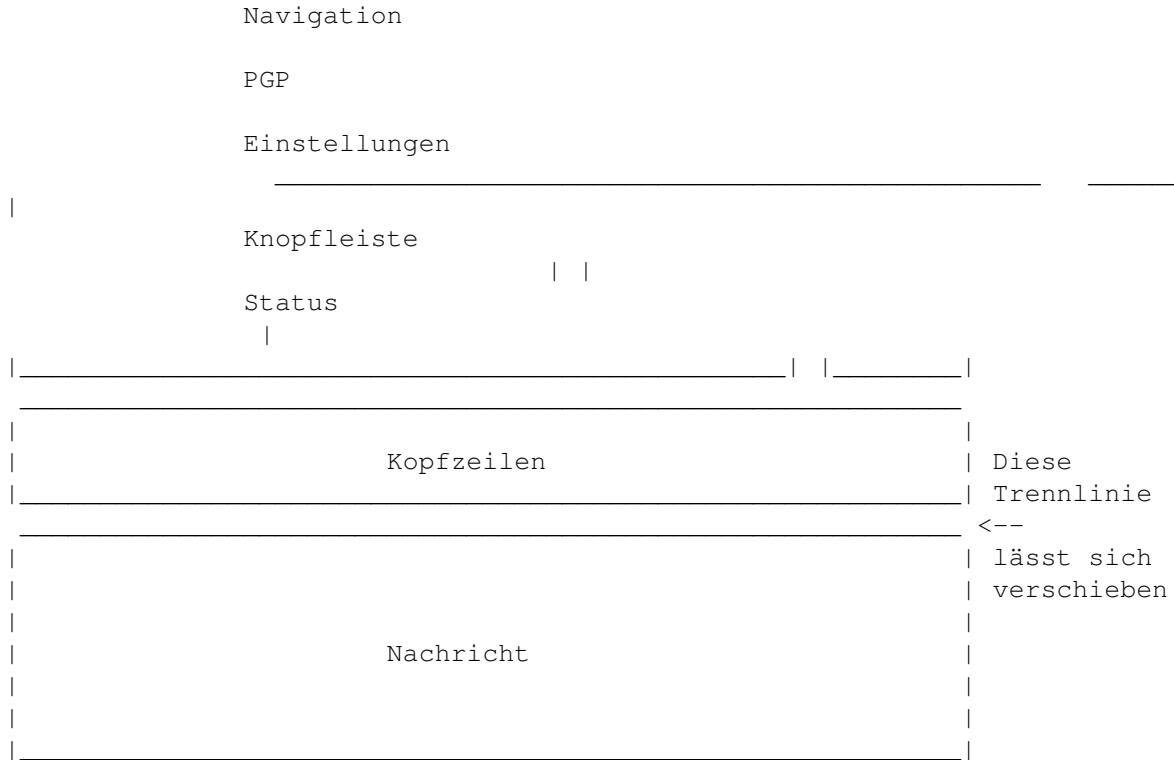 Navigation
PGP
Einstellungen
Knopfleiste
Status
Kopfzeilen
Diese
Trennlinie
<--
lässt sich
verschieben
Nachricht